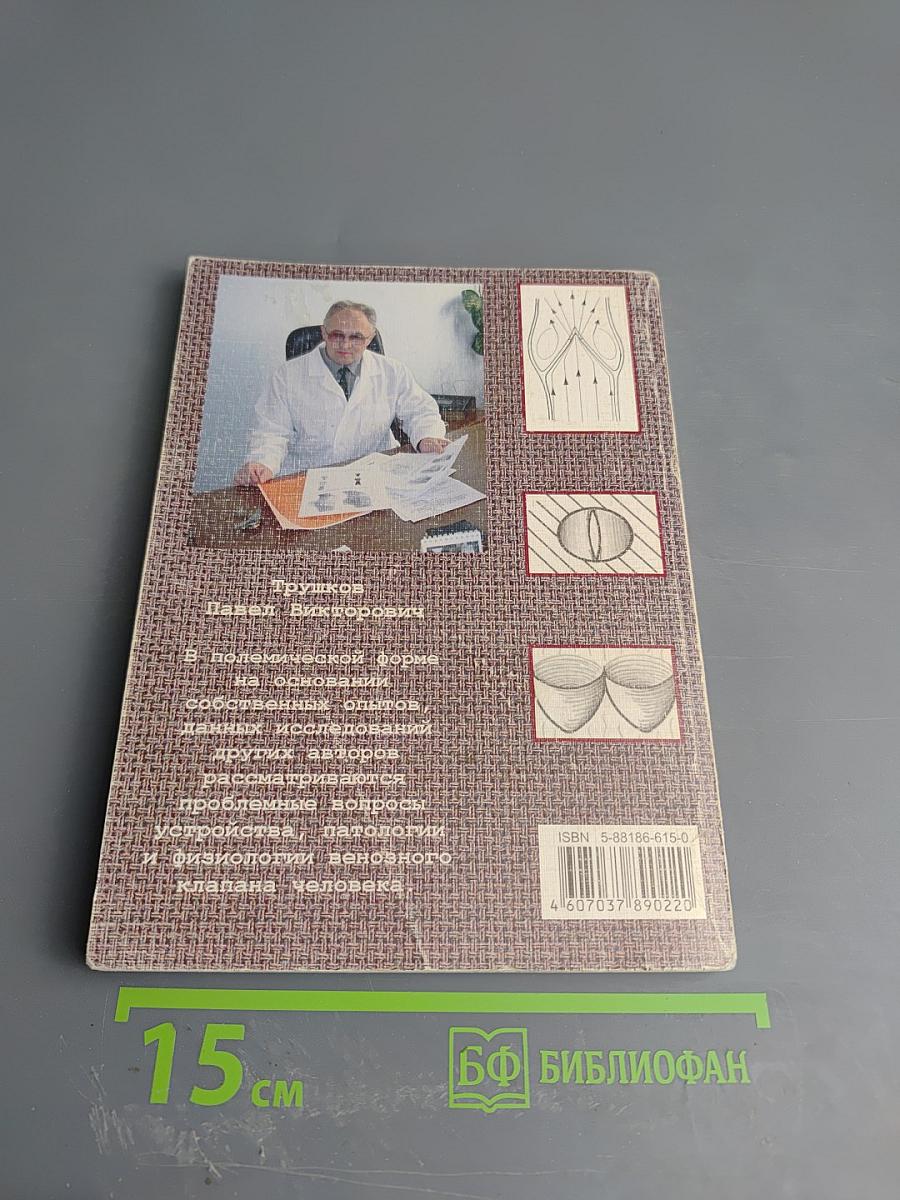 Трушков
Павел Викторович
В полемической форме
на основании
собственных опытов,
данных исследований
других авторов
рассматриваются
проблемные вопросы
устройства, патологии
и физиологии венозного
клапана человека.
ISBN 5-88186-615-0
4 607037 890220
15 см
БФ БИБЛИОФАН